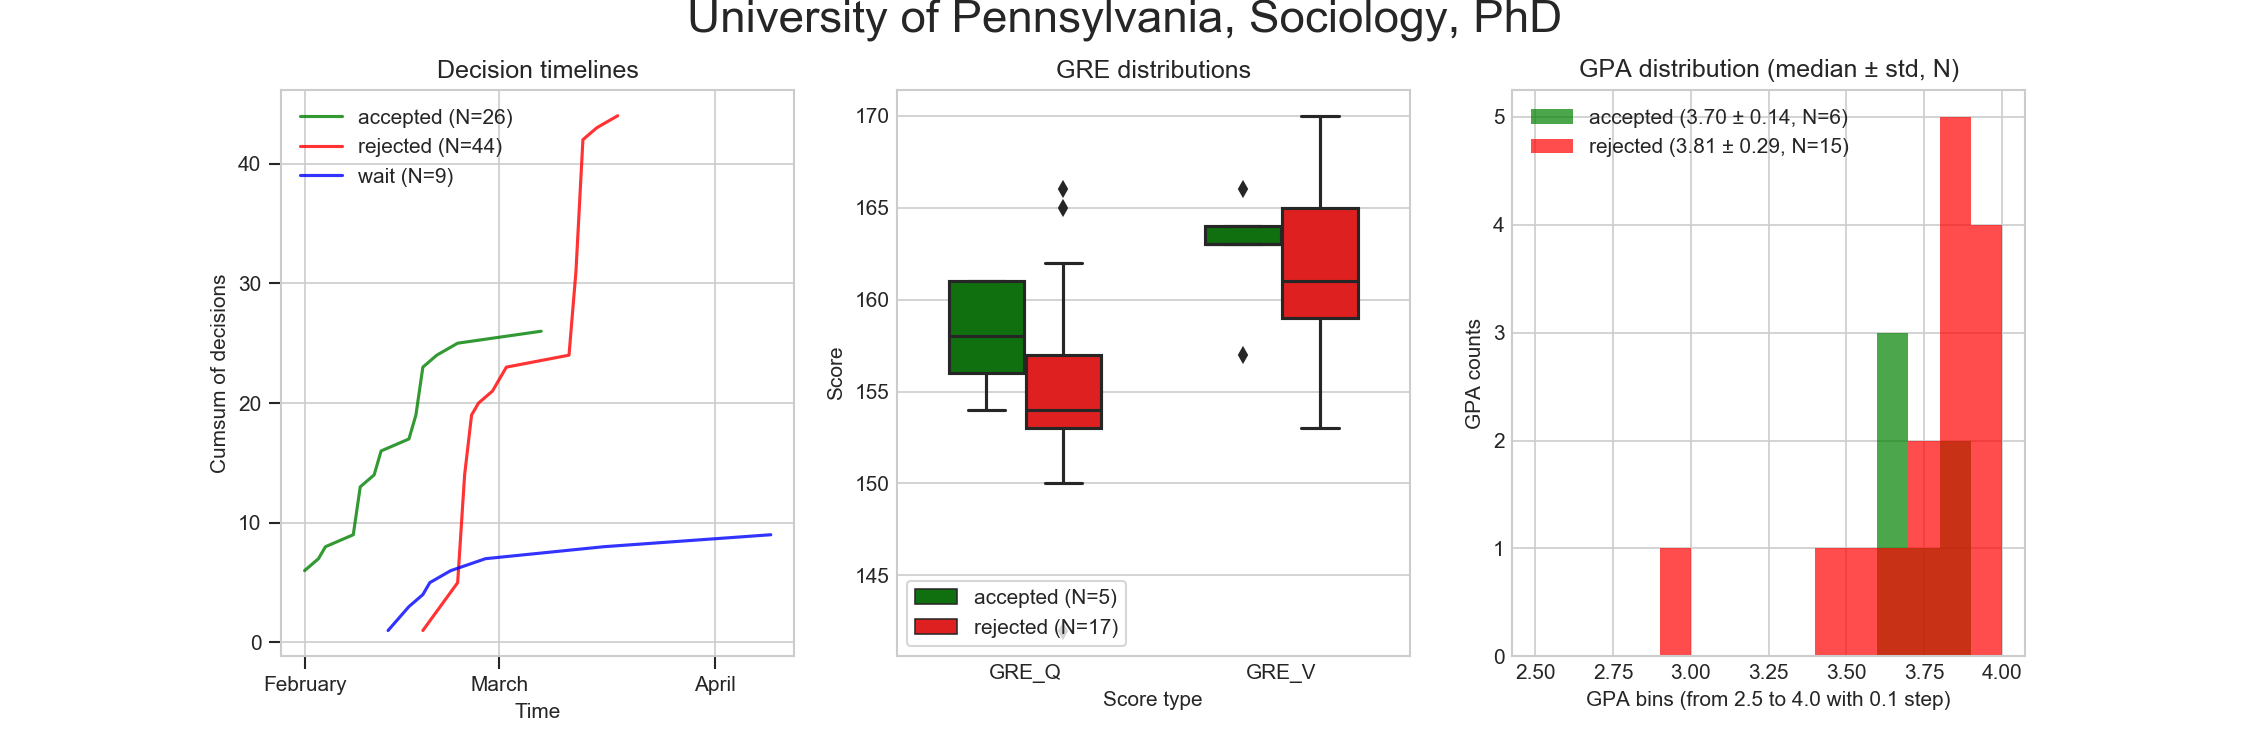 University of Pennsylvania, Sociology, PhD
Decision timelines
accepted (N=26)
rejected (N=44)
wait (N=9)
40
30
20
10
0
Cumsum of decisions
February March April
Time
GRE distributions
170
165
160
155
150
145
Score
accepted (N=5)
rejected (N=17)
GRE_Q GRE_V
Score type
GPA distribution (median ± std, N)
accepted (3.70 ± 0.14, N=6)
rejected (3.81 ± 0.29, N=15)
5
4
3
2
1
0
GPA counts
2.50 2.75 3.00 3.25 3.50 3.75 4.00
GPA bins (from 2.5 to 4.0 with 0.1 step)